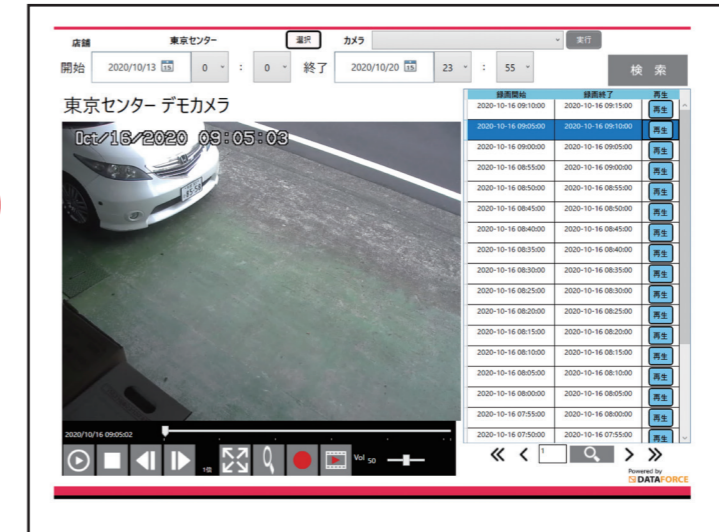 店舗 東京センター 選択 カメラ 実行
開始 2020/10/13 15 0 : 0 終了 2020/10/20 15 23 : 55 検 索
東京センター デモカメラ
Oct/16/2020 09:05:03
録画開始 録画終了 再生
2020-10-16 09:10:00 2020-10-16 09:15:00 再生
2020-10-16 09:05:00 2020-10-16 09:10:00 再生
2020-10-16 09:00:00 2020-10-16 09:05:00 再生
2020-10-16 08:55:00 2020-10-16 09:00:00 再生
2020-10-16 08:50:00 2020-10-16 08:55:00 再生
2020-10-16 08:45:00 2020-10-16 08:50:00 再生
2020-10-16 08:40:00 2020-10-16 08:45:00 再生
2020-10-16 08:35:00 2020-10-16 08:40:00 再生
2020-10-16 08:30:00 2020-10-16 08:35:00 再生
2020-10-16 08:25:00 2020-10-16 08:30:00 再生
2020-10-16 08:20:00 2020-10-16 08:25:00 再生
2020-10-16 08:15:00 2020-10-16 08:20:00 再生
2020-10-16 08:10:00 2020-10-16 08:15:00 再生
2020-10-16 08:05:00 2020-10-16 08:10:00 再生
2020-10-16 08:00:00 2020-10-16 08:05:00 再生
2020-10-16 07:55:00 2020-10-16 08:00:00 再生
2020-10-16 07:50:00 2020-10-16 07:55:00 再生
2020/10/16 09:05:02
1倍 Vol 50
1
Powered by
DATAFORCE